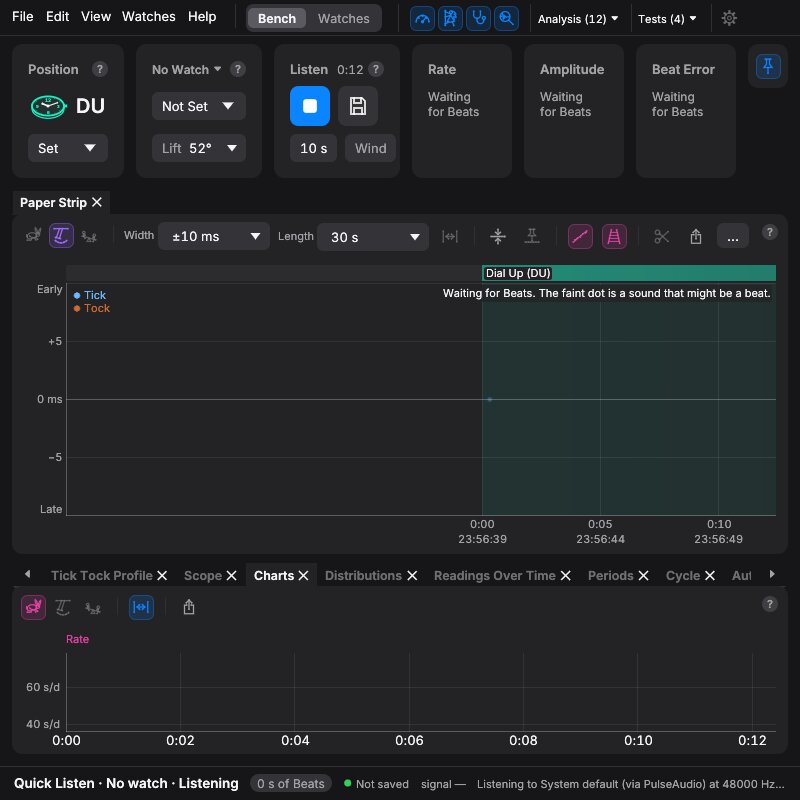 File Edit View Watches Help
Bench Watches
Analysis (12)
Tests (4)
Position ?
DU
Set
No Watch ?
Not Set
Lift 52°
Listen 0:12 ?
10 s Wind
Rate
Waiting
for Beats
Amplitude
Waiting
for Beats
Beat Error
Waiting
for Beats
Paper Strip
Width ±10 ms Length 30 s ... ?
Dial Up (DU)
Early
Tick
Waiting for Beats. The faint dot is a sound that might be a beat.
Tock
+5
0 ms
−5
Late
0:00 0:05 0:10
23:56:39 23:56:44 23:56:49
Tick Tock Profile Scope Charts Distributions Readings Over Time Periods Cycle Aut
?
Rate
60 s/d
40 s/d
0:00 0:02 0:04 0:06 0:08 0:10 0:12
Quick Listen · No watch · Listening 0 s of Beats Not saved signal — Listening to System default (via PulseAudio) at 48000 Hz...